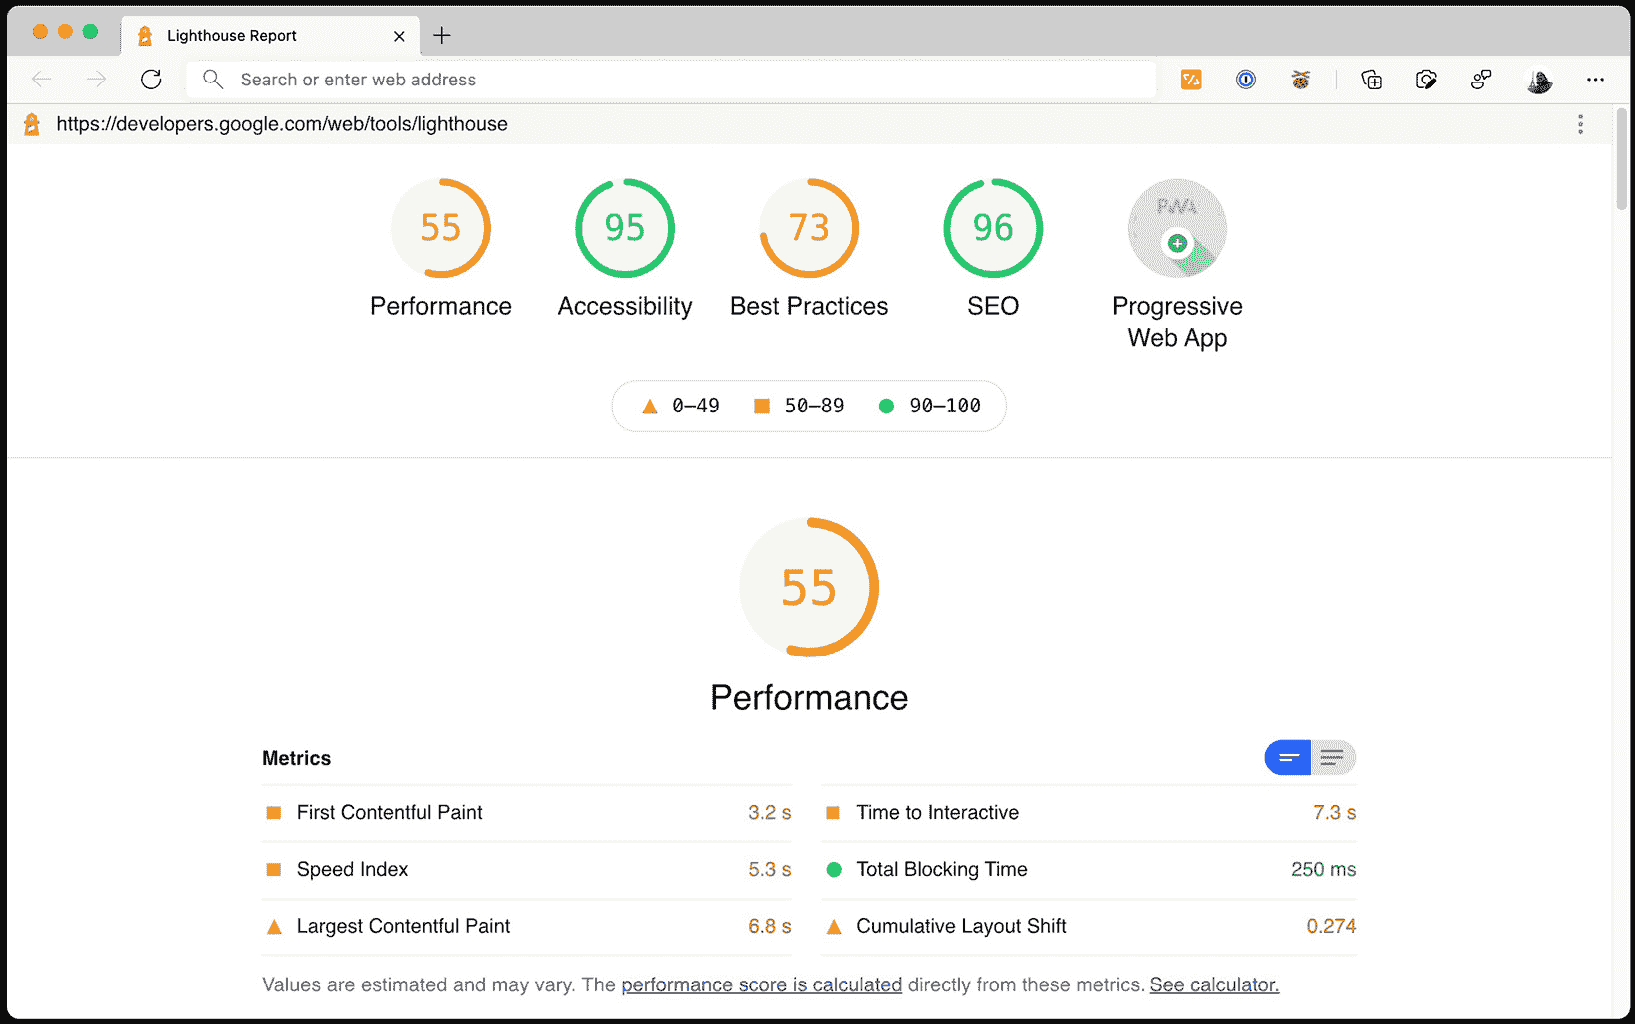 Lighthouse Report
Search or enter web address
https://developers.google.com/web/tools/lighthouse
55 95 73 96 PWA
Performance Accessibility Best Practices SEO Progressive
Web App
0–49 50–89 90–100
55
Performance
Metrics
First Contentful Paint 3.2 s Time to Interactive 7.3 s
Speed Index 5.3 s Total Blocking Time 250 ms
Largest Contentful Paint 6.8 s Cumulative Layout Shift 0.274
Values are estimated and may vary. The performance score is calculated directly from these metrics. See calculator.